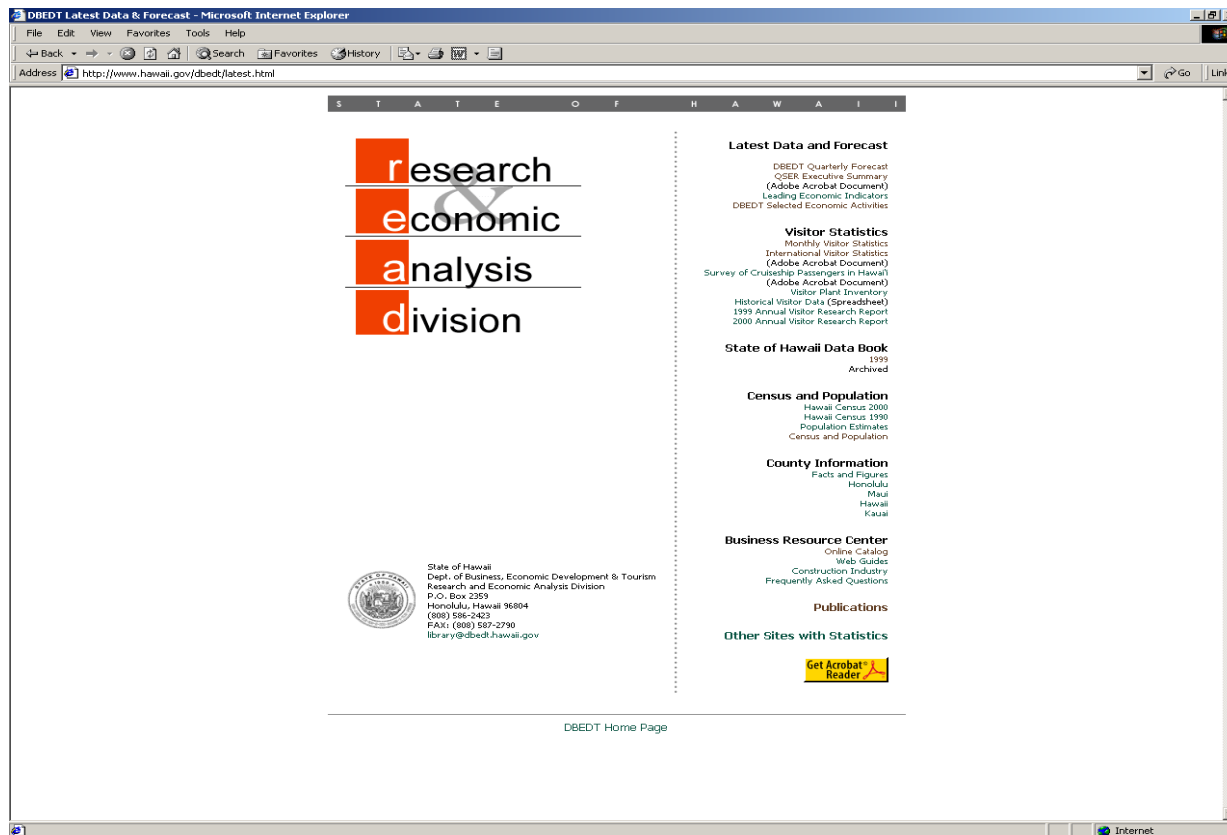 DBEDT Latest Data & Forecast - Microsoft Internet Explorer
File Edit View Favorites Tools Help
Back Search Favorites History
Address http://www.hawaii.gov/dbedt/latest.html Go Link
STATE OF HAWAII
research
&
economic
analysis
division
State of Hawaii
Dept. of Business, Economic Development & Tourism
Research and Economic Analysis Division
P.O. Box 2359
Honolulu, Hawaii 96804
(808) 586-2423
FAX: (808) 587-2790
library@dbedt.hawaii.gov
Latest Data and Forecast
DBEDT Quarterly Forecast
QSER Executive Summary
(Adobe Acrobat Document)
Leading Economic Indicators
DBEDT Selected Economic Activities
Visitor Statistics
Monthly Visitor Statistics
International Visitor Statistics
(Adobe Acrobat Document)
Survey of Cruiseship Passengers in Hawai'i
(Adobe Acrobat Document)
Visitor Plant Inventory
Historical Visitor Data (Spreadsheet)
1999 Annual Visitor Research Report
2000 Annual Visitor Research Report
State of Hawaii Data Book
1999
Archived
Census and Population
Hawaii Census 2000
Hawaii Census 1990
Population Estimates
Census and Population
County Information
Facts and Figures
Honolulu
Maui
Hawaii
Kauai
Business Resource Center
Online Catalog
Web Guides
Construction Industry
Frequently Asked Questions
Publications
Other Sites with Statistics
Get Acrobat®
Reader
DBEDT Home Page
Internet